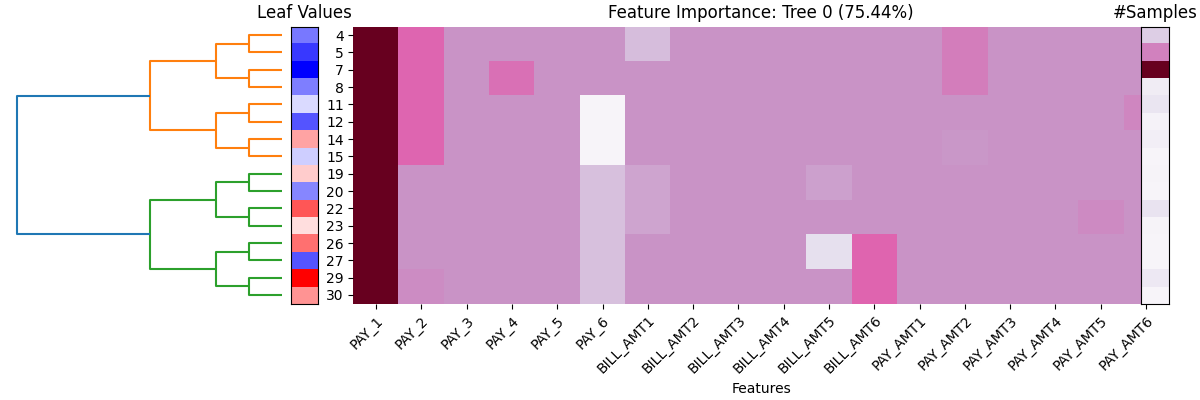 Leaf Values
Feature Importance: Tree 0 (75.44%)
#Samples
4
5
7
8
11
12
14
15
19
20
22
23
26
27
29
30
PAY_1
PAY_2
PAY_3
PAY_4
PAY_5
PAY_6
BILL_AMT1
BILL_AMT2
BILL_AMT3
BILL_AMT4
BILL_AMT5
BILL_AMT6
PAY_AMT1
PAY_AMT2
PAY_AMT3
PAY_AMT4
PAY_AMT5
PAY_AMT6
Features